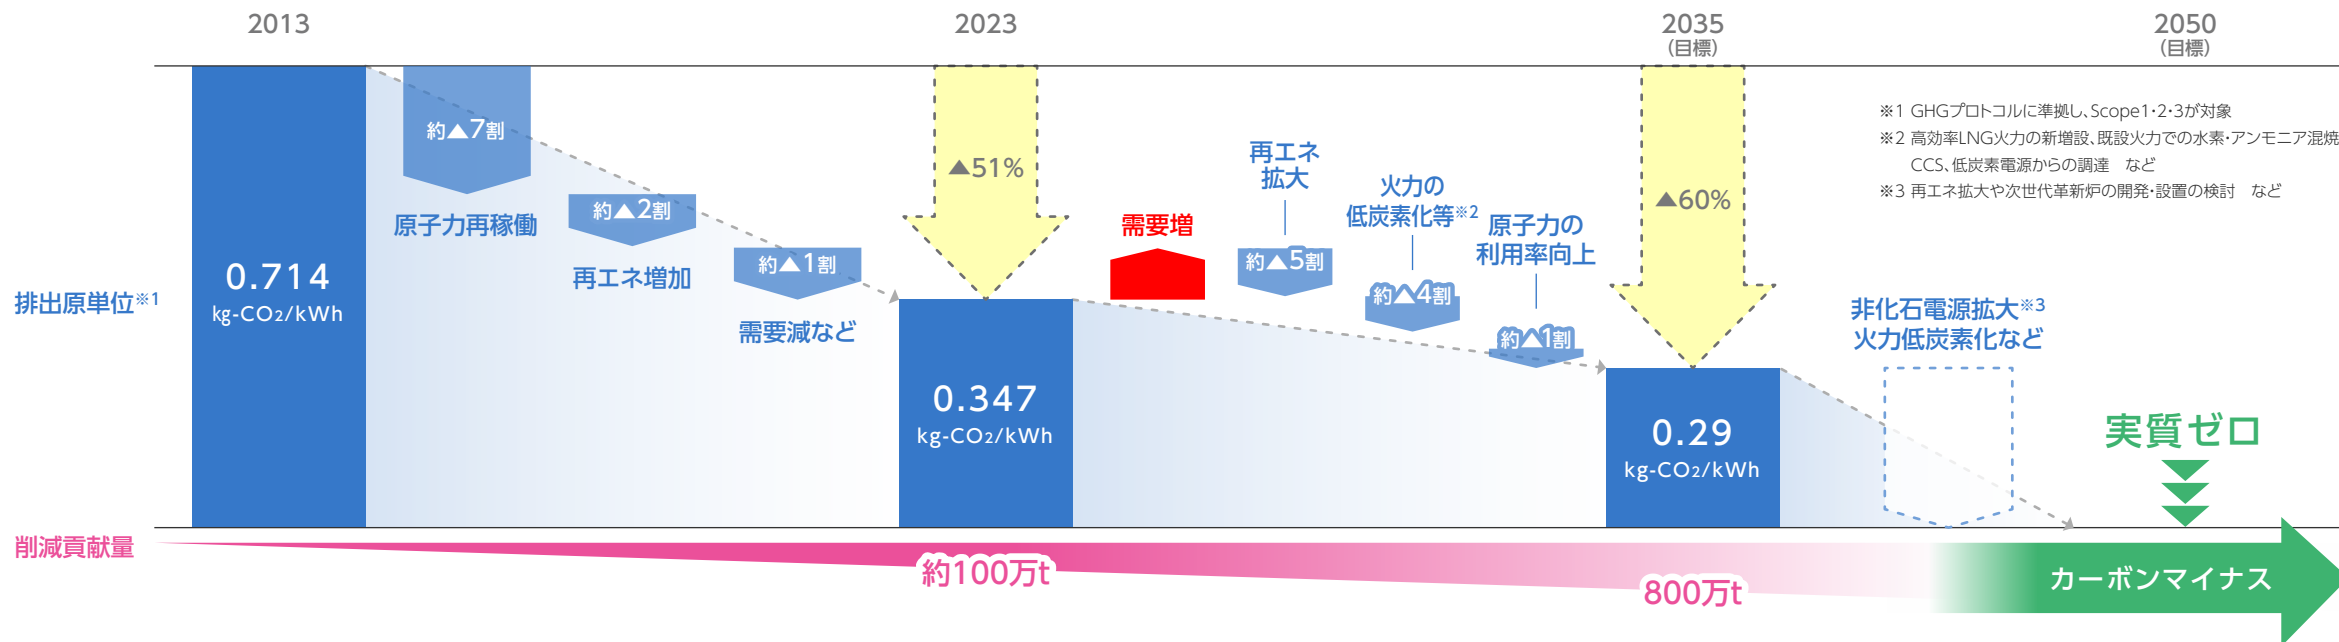 2013
2023
2035
(目標)
2050
(目標)
※1 GHGプロトコルに準拠し、Scope1・2・3が対象
※2 高効率LNG火力の新増設、既設火力での水素・アンモニア混焼
CCS、低炭素電源からの調達 など
※3 再エネ拡大や次世代革新炉の開発・設置の検討 など
排出原単位※1
0.714
kg-CO2/kWh
約▲7割
原子力再稼働
約▲2割
再エネ増加
約▲1割
需要減など
▲51%
0.347
kg-CO2/kWh
需要増
再エネ
拡大
約▲5割
火力の
低炭素化等※2
約▲4割
原子力の
利用率向上
約▲1割
▲60%
0.29
kg-CO2/kWh
非化石電源拡大※3
火力低炭素化など
実質ゼロ
削減貢献量
約100万t
800万t
カーボンマイナス